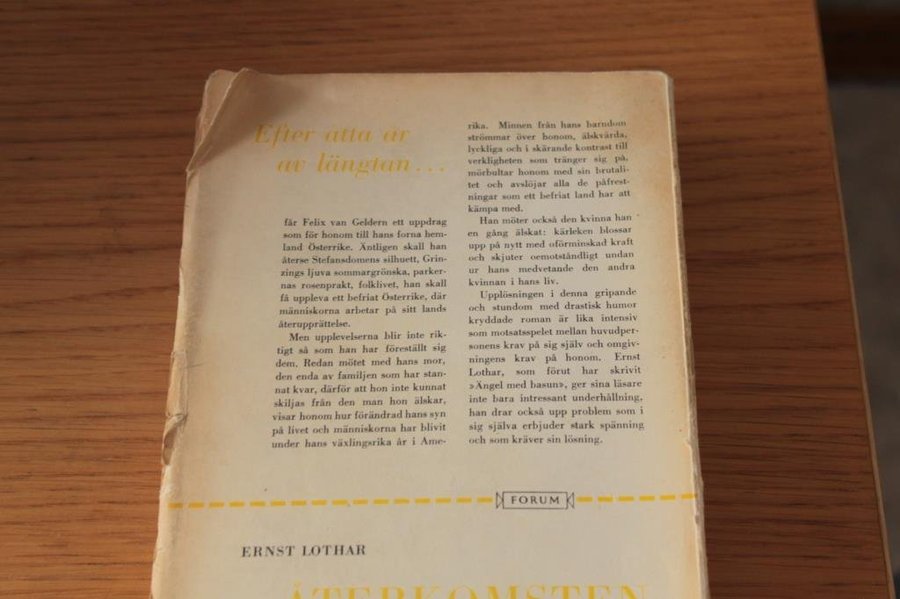 Efter åtta år
av längtan...
får Felix van Geldern ett uppdrag
som för honom till hans forna hem-
land Österrike. Äntligen skall han
återse Stefansdomens silhuett, Grin-
zings ljuva sommargrönska, parker-
nas rosenprakt, folklivet, han skall
få uppleva ett befriat Österrike, där
människorna arbetar på sitt lands
återupprättelse.
Men upplevelserna blir inte rik-
tigt så som han har föreställt sig
dem. Redan mötet med hans mor,
den enda av familjen som har stan-
nat kvar, därför att hon inte kunnat
skiljas från den man hon älskar,
visar honom hur förändrad hans syn
på livet och människorna har blivit
under hans växlingsrika år i Ame-
rika. Minnen från hans barndom
strömmar över honom, älskvärda,
lyckliga och i skärande kontrast till
verkligheten som tränger sig på,
mörbultar honom med sin brutali-
tet och avslöjar alla de påfrest-
ningar som ett befriat land har att
kämpa med.
Han möter också den kvinna han
en gång älskat: kärleken blossar
upp på nytt med oförminskad kraft
och skjuter oemotståndligt undan
ur hans medvetande den andra
kvinnan i hans liv.
Upplösningen i denna gripande
och stundom med drastisk humor
kryddade roman är lika intensiv
som motsatsspelet mellan huvudper-
sonens krav på sig själv och omgiv-
ningens krav på honom. Ernst
Lothar, som förut har skrivit
»Ängel med basun», ger sina läsare
inte bara intressant underhållning,
han drar också upp problem som i
sig själva erbjuder stark spänning
och som kräver sin lösning.
FORUM
ERNST LOTHAR
ÅTERKOMSTEN